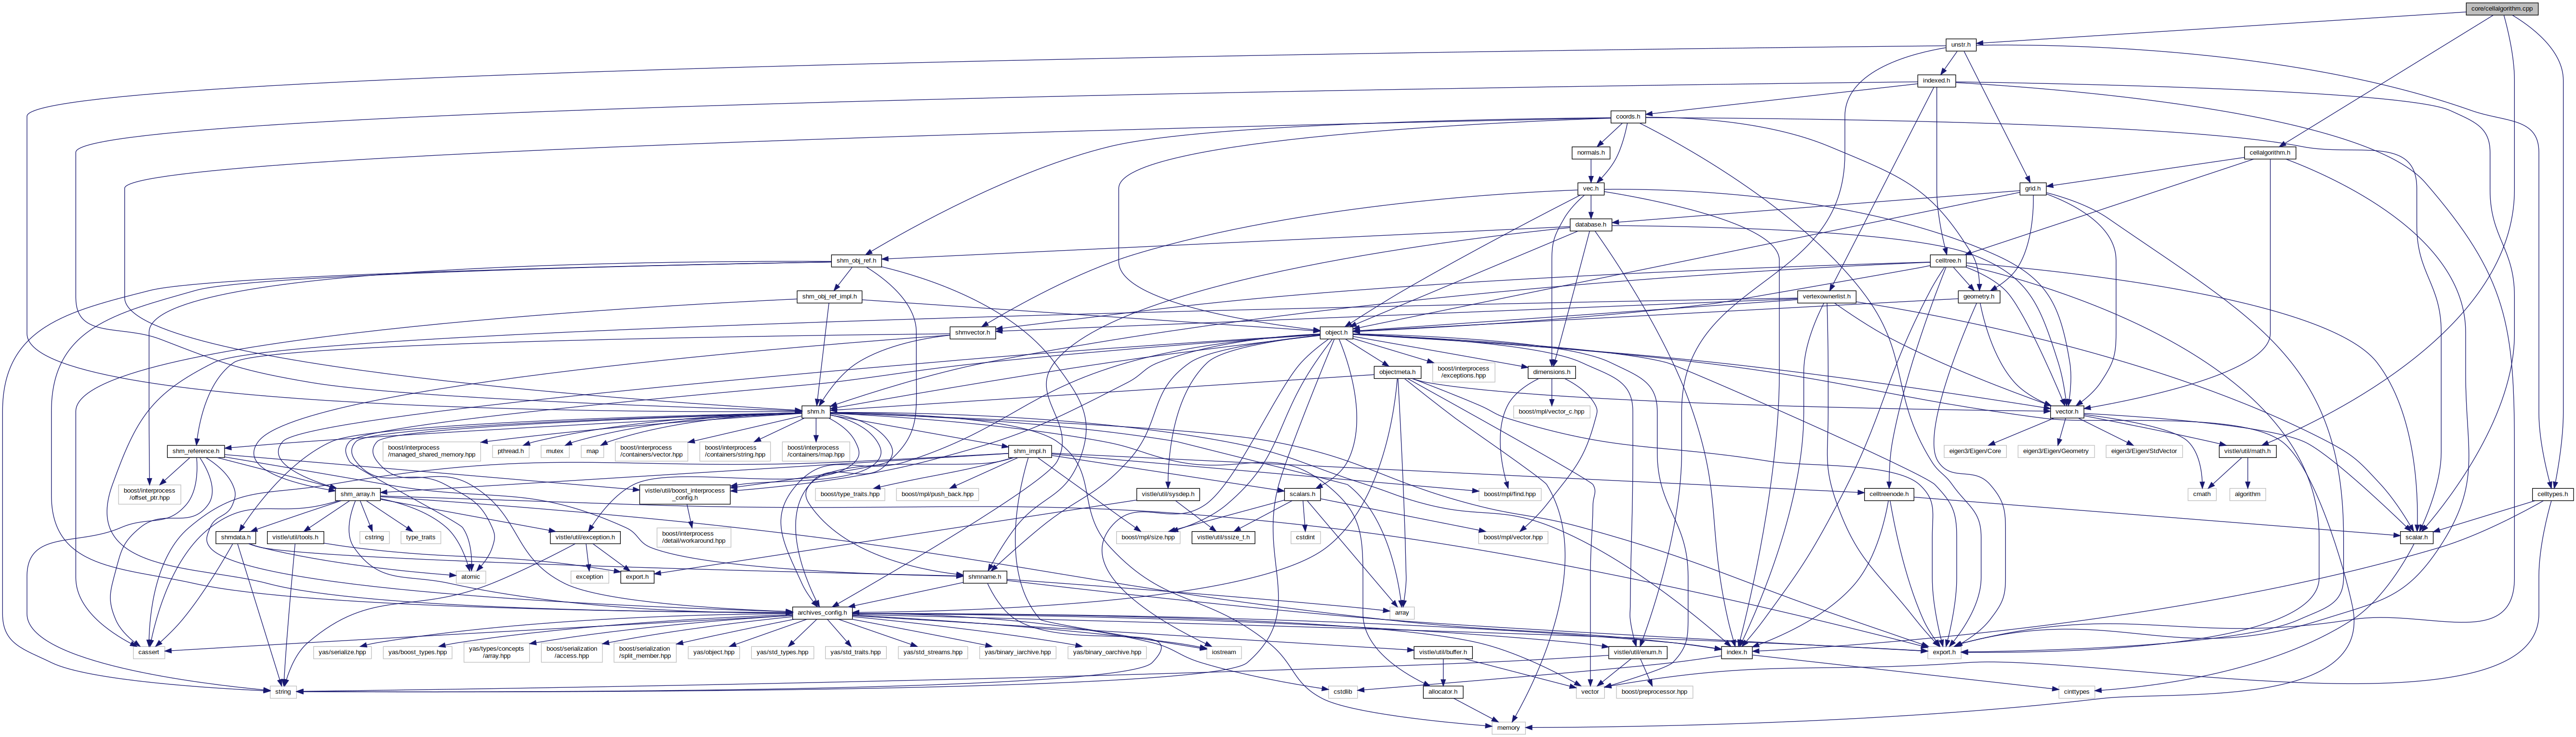 core/cellalgorithm.cpp
unstr.h
indexed.h
coords.h
normals.h
cellalgorithm.h
vec.h
grid.h
database.h
shm_obj_ref.h
celltree.h
shm_obj_ref_impl.h
vertexownerlist.h
geometry.h
shmvector.h
object.h
objectmeta.h
boost/interprocess
/exceptions.hpp
dimensions.h
shm.h
boost/mpl/vector_c.hpp
vector.h
shm_reference.h
boost/interprocess
/managed_shared_memory.hpp
pthread.h
mutex
map
boost/interprocess
/containers/vector.hpp
boost/interprocess
/containers/string.hpp
boost/interprocess
/containers/map.hpp
shm_impl.h
eigen3/Eigen/Core
eigen3/Eigen/Geometry
eigen3/Eigen/StdVector
vistle/util/math.h
boost/interprocess
/offset_ptr.hpp
shm_array.h
vistle/util/boost_interprocess
_config.h
boost/type_traits.hpp
boost/mpl/push_back.hpp
vistle/util/sysdep.h
scalars.h
boost/mpl/find.hpp
celltreenode.h
cmath
algorithm
celltypes.h
shmdata.h
vistle/util/tools.h
cstring
type_traits
vistle/util/exception.h
boost/interprocess
/detail/workaround.hpp
boost/mpl/size.hpp
vistle/util/ssize_t.h
cstdint
boost/mpl/vector.hpp
scalar.h
atomic
exception
export.h
shmname.h
archives_config.h
array
cassert
yas/serialize.hpp
yas/boost_types.hpp
yas/types/concepts
/array.hpp
boost/serialization
/access.hpp
boost/serialization
/split_member.hpp
yas/object.hpp
yas/std_types.hpp
yas/std_traits.hpp
yas/std_streams.hpp
yas/binary_iarchive.hpp
yas/binary_oarchive.hpp
iostream
vistle/util/buffer.h
vistle/util/enum.h
index.h
export.h
string
cstdlib
allocator.h
vector
boost/preprocessor.hpp
cinttypes
memory